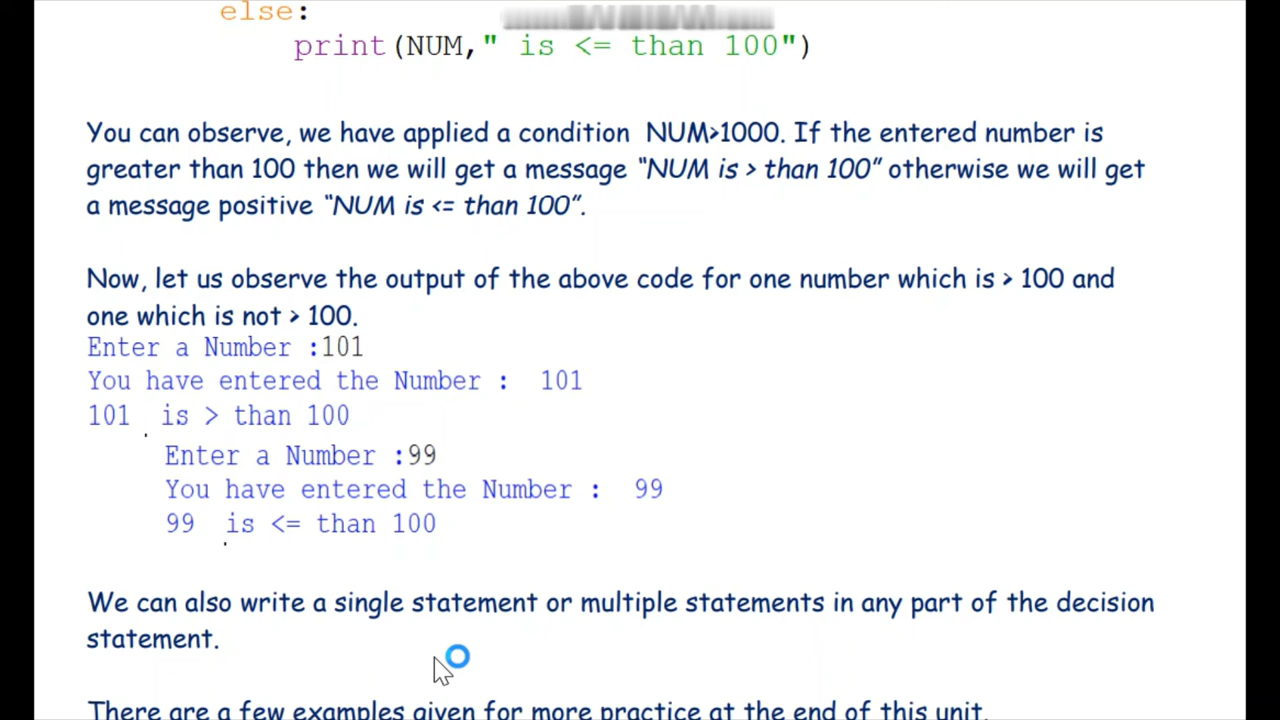 else:
print(NUM," is <= than 100")
You can observe, we have applied a condition NUM>1000. If the entered number is
greater than 100 then we will get a message “NUM is > than 100” otherwise we will get
a message positive “NUM is <= than 100”.
Now, let us observe the output of the above code for one number which is > 100 and
one which is not > 100.
Enter a Number :101
You have entered the Number :  101
101  is > than 100
Enter a Number :99
You have entered the Number :  99
99  is <= than 100
We can also write a single statement or multiple statements in any part of the decision
statement.
There are a few examples given for more practice at the end of this unit.